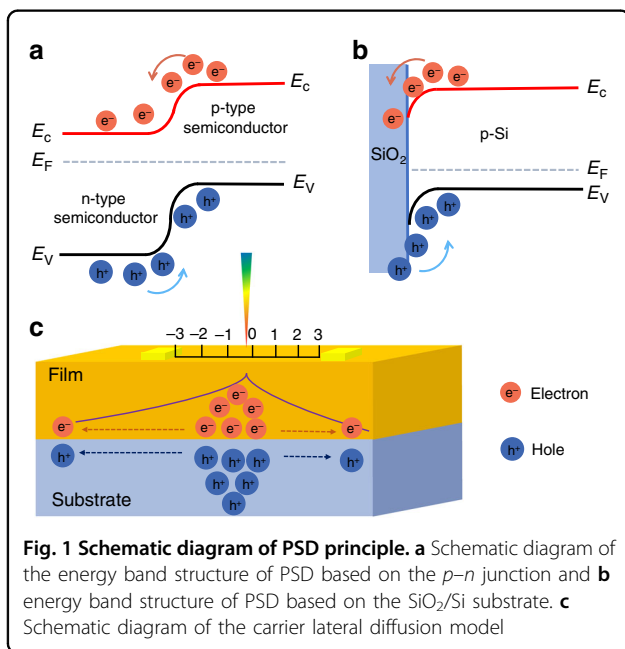 a
e⁻ e⁻ e⁻ e⁻ e⁻ e⁻
E_c
p-type
semiconductor
E_c
E_F
E_V
n-type
semiconductor
E_V
h⁺ h⁺ h⁺ h⁺ h⁺
b
e⁻ e⁻ e⁻ e⁻
E_c
SiO₂
p-Si
E_F
E_V
h⁺ h⁺ h⁺ h⁺
c
–3 –2 –1 0 1 2 3
Film
e⁻
e⁻ e⁻
e⁻ e⁻ e⁻ e⁻ e⁻
h⁺ h⁺ h⁺ h⁺ h⁺
h⁺ h⁺
h⁺
Substrate
e⁻ Electron
h⁺ Hole
Fig. 1 Schematic diagram of PSD principle. a Schematic diagram of
the energy band structure of PSD based on the p–n junction and b
energy band structure of PSD based on the SiO₂/Si substrate. c
Schematic diagram of the carrier lateral diffusion model